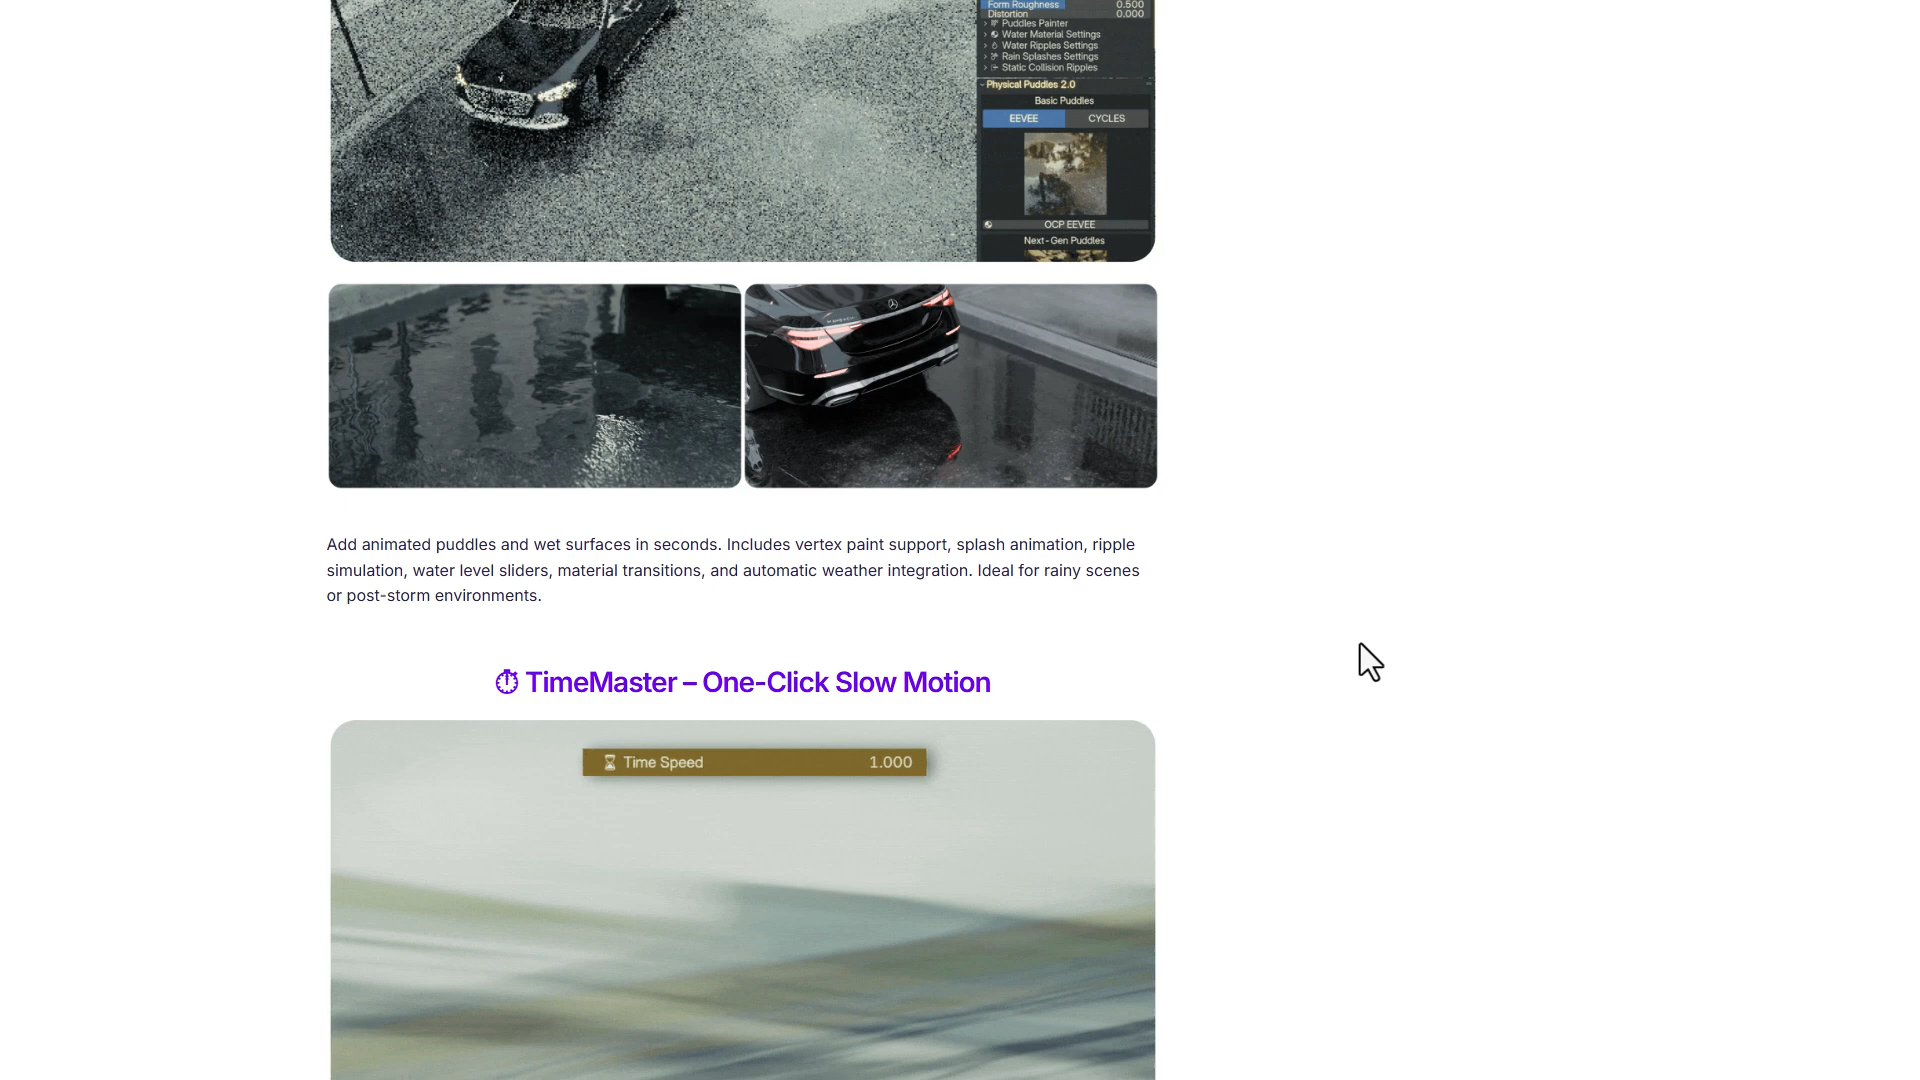 Form Roughness 0.500
Distortion 0.000
Puddles Painter
Water Material Settings
Water Ripples Settings
Rain Splashes Settings
Static Collision Ripples
Physical Puddles 2.0
Basic Puddles
EEVEE CYCLES
OCP EEVEE
Next-Gen Puddles
Add animated puddles and wet surfaces in seconds. Includes vertex paint support, splash animation, ripple
simulation, water level sliders, material transitions, and automatic weather integration. Ideal for rainy scenes
or post-storm environments.
⏱ TimeMaster – One-Click Slow Motion
Time Speed 1.000